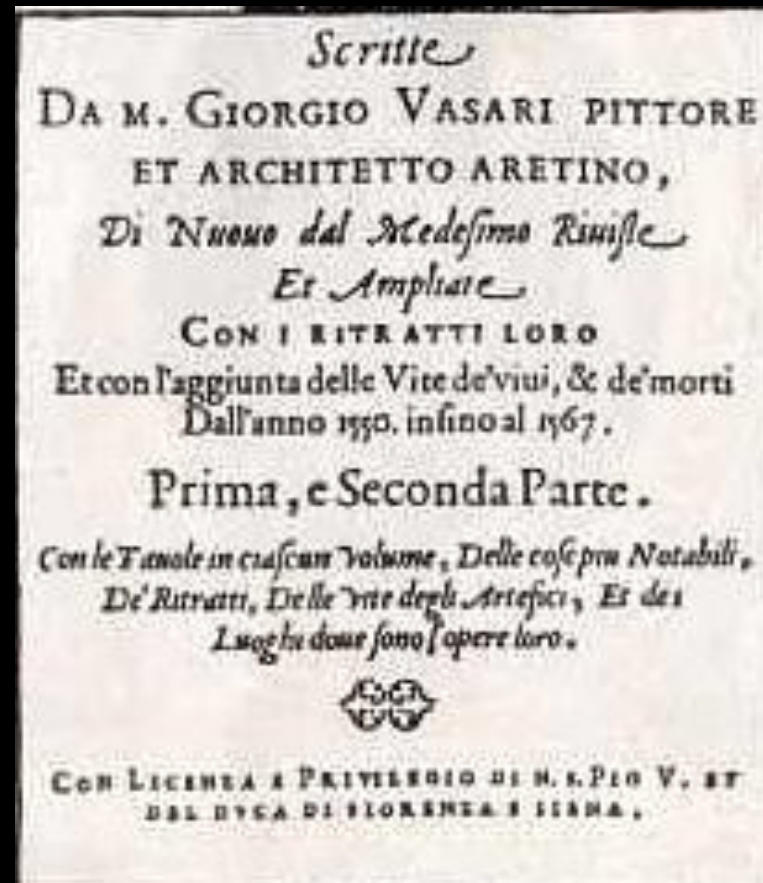 Scritte
DA M. GIORGIO VASARI PITTORE
ET ARCHITETTO ARETINO,
Di Nuouo dal Medesimo Riuiste
Et Ampliate
CON I RITRATTI LORO
Et con l'aggiunta delle Vite de'viui, & de'morti
Dall'anno 1550. insino al 1567.
Prima, e Seconda Parte.
Con le Tauole in ciascun volume, Delle cose piu Notabili,
De' Ritratti, Delle vite degli Artefici, Et dei
Luoghi doue sono l'opere loro.
CON LICENZA E PRIVILEGIO DI N. S. PIO V. ET
DEL DVCA DI FIORENZA E SIENA.